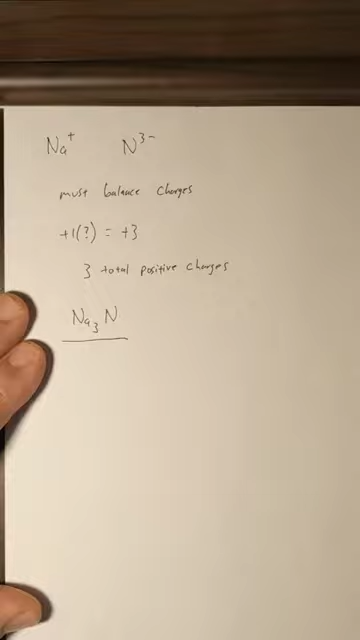 Na⁺ N³⁻
must balance charges
+1(?) = +3
3 total positive charges
Na₃N